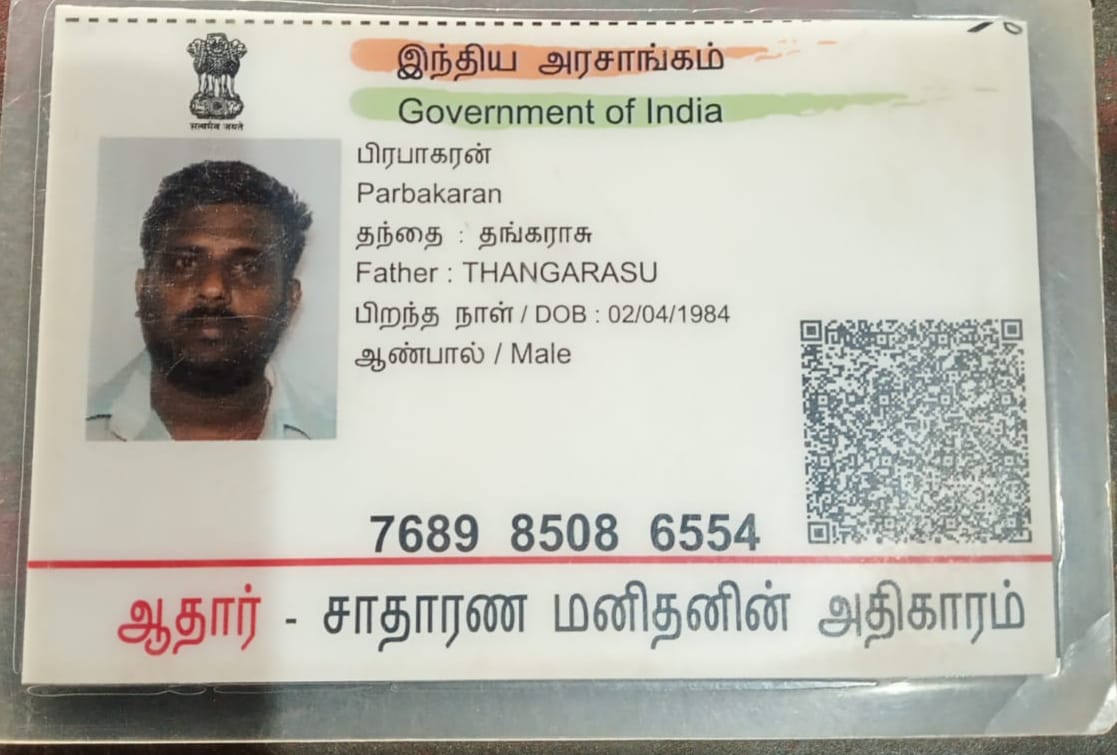 இந்திய அரசாங்கம்
Government of India
सत्यमेव जयते
பிரபாகரன்
Parbakaran
தந்தை : தங்கராசு
Father : THANGARASU
பிறந்த நாள் / DOB : 02/04/1984
ஆண்பால் / Male
7689 8508 6554
ஆதார் - சாதாரண மனிதனின் அதிகாரம்